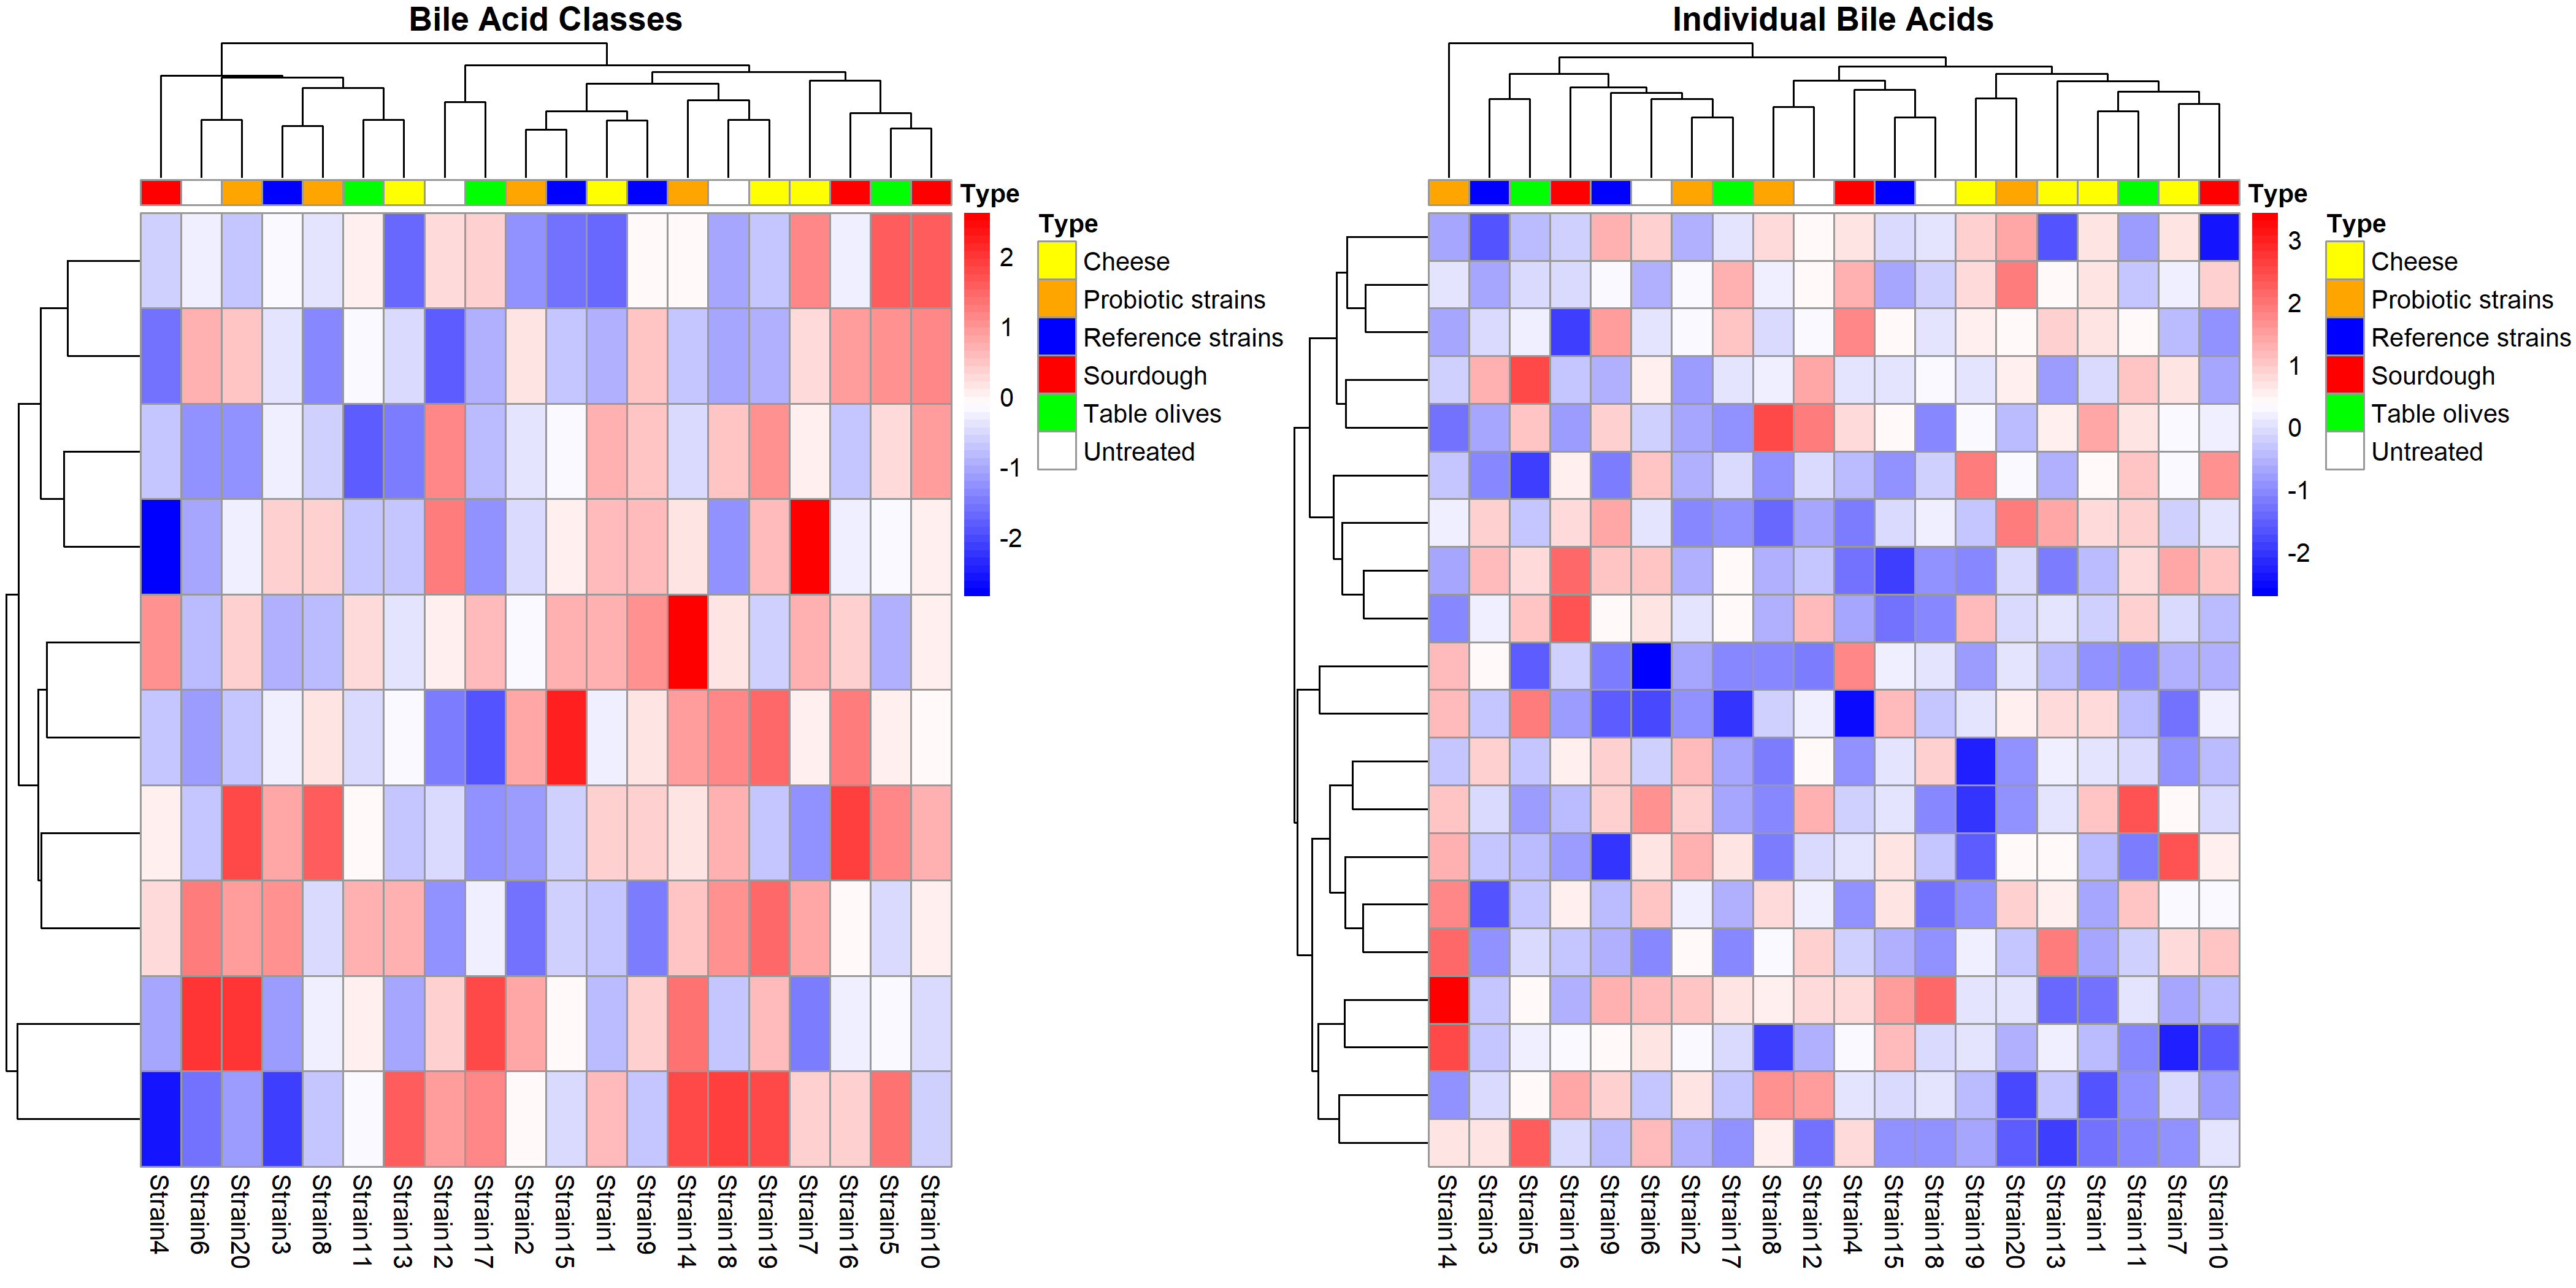 Bile Acid Classes
Type
2
1
0
-1
-2
Type
Cheese
Probiotic strains
Reference strains
Sourdough
Table olives
Untreated
Strain4
Strain6
Strain20
Strain3
Strain8
Strain11
Strain13
Strain12
Strain17
Strain2
Strain15
Strain1
Strain9
Strain14
Strain18
Strain19
Strain7
Strain16
Strain5
Strain10
Individual Bile Acids
Type
3
2
1
0
-1
-2
Type
Cheese
Probiotic strains
Reference strains
Sourdough
Table olives
Untreated
Strain14
Strain3
Strain5
Strain16
Strain9
Strain6
Strain2
Strain17
Strain8
Strain12
Strain4
Strain15
Strain18
Strain19
Strain20
Strain13
Strain1
Strain11
Strain7
Strain10